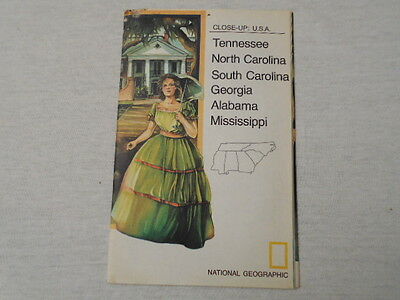 CLOSE-UP: U.S.A.
Tennessee
North Carolina
South Carolina
Georgia
Alabama
Mississippi
NATIONAL GEOGRAPHIC